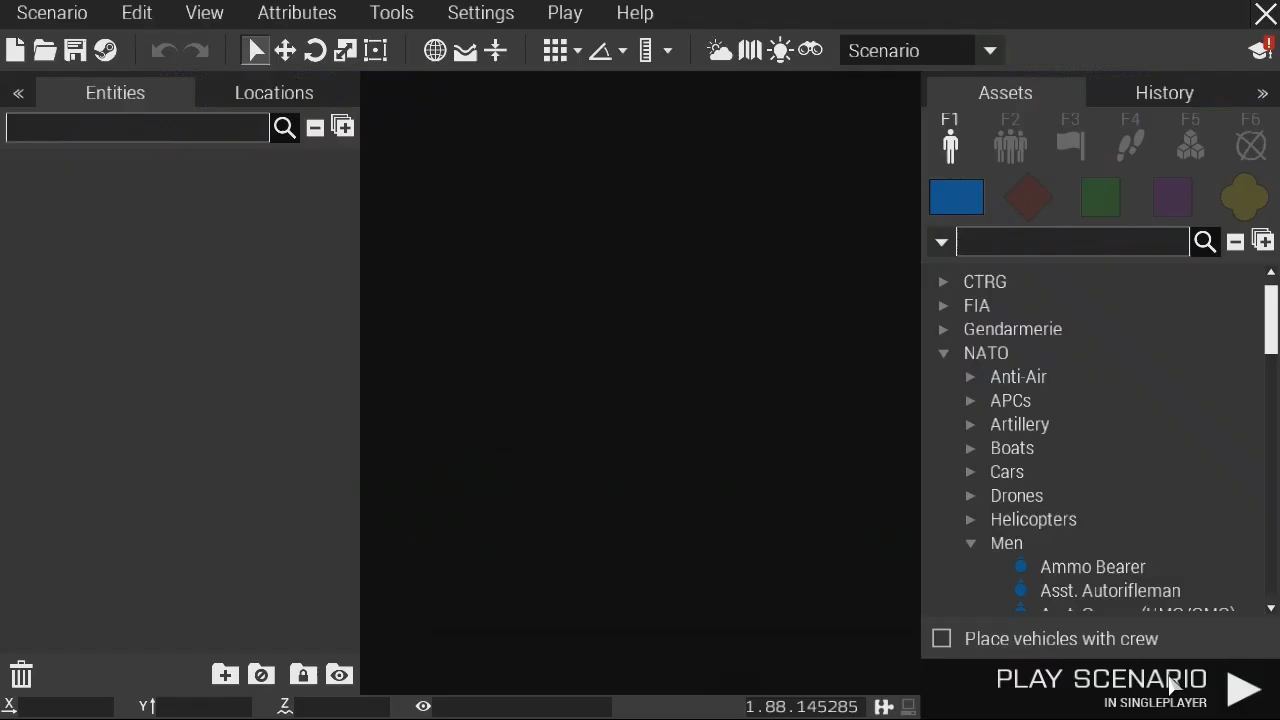 Scenario Edit View Attributes Tools Settings Play Help
Scenario
Entities Locations
Assets History
F1 F2 F3 F4 F5 F6
CTRG
FIA
Gendarmerie
NATO
Anti-Air
APCs
Artillery
Boats
Cars
Drones
Helicopters
Men
Ammo Bearer
Asst. Autorifleman
Place vehicles with crew
PLAY SCENARIO
IN SINGLEPLAYER
X Y Z 1.88.145285